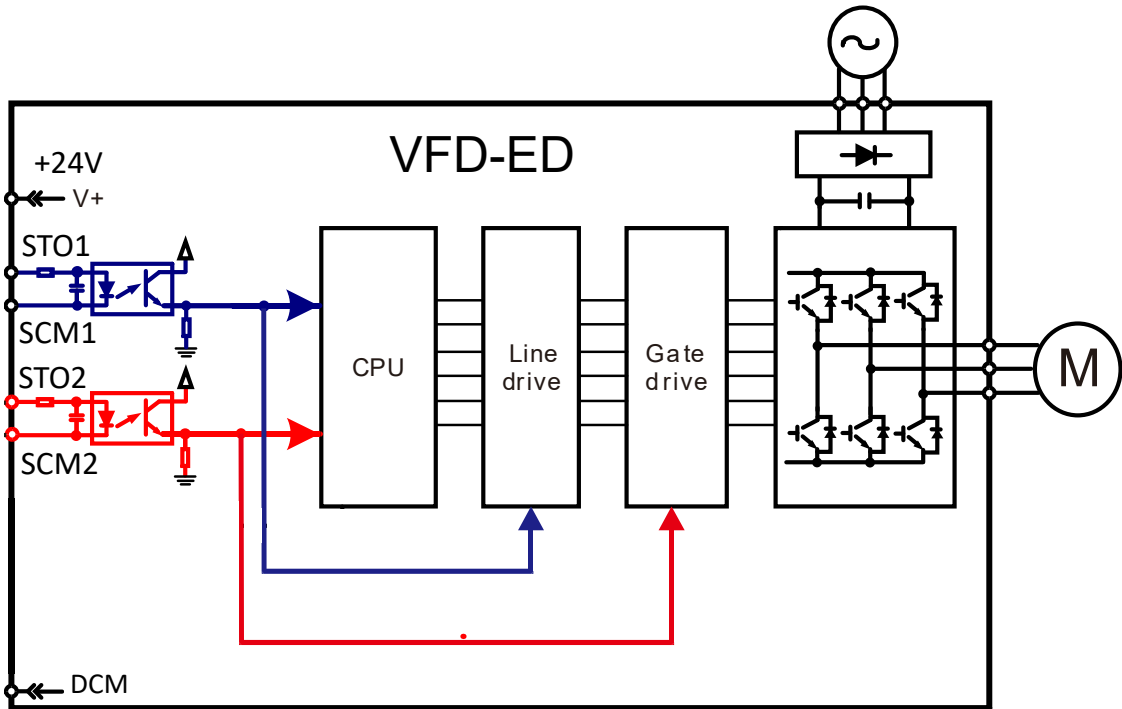 VFD-ED
+24V
V+
STO1
SCM1
STO2
SCM2
CPU
Line
drive
Gate
drive
M
DCM